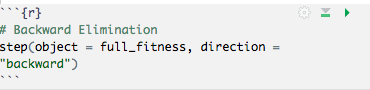 ```{r}
# Backward Elimination
step(object = full_fitness, direction =
"backward")
```